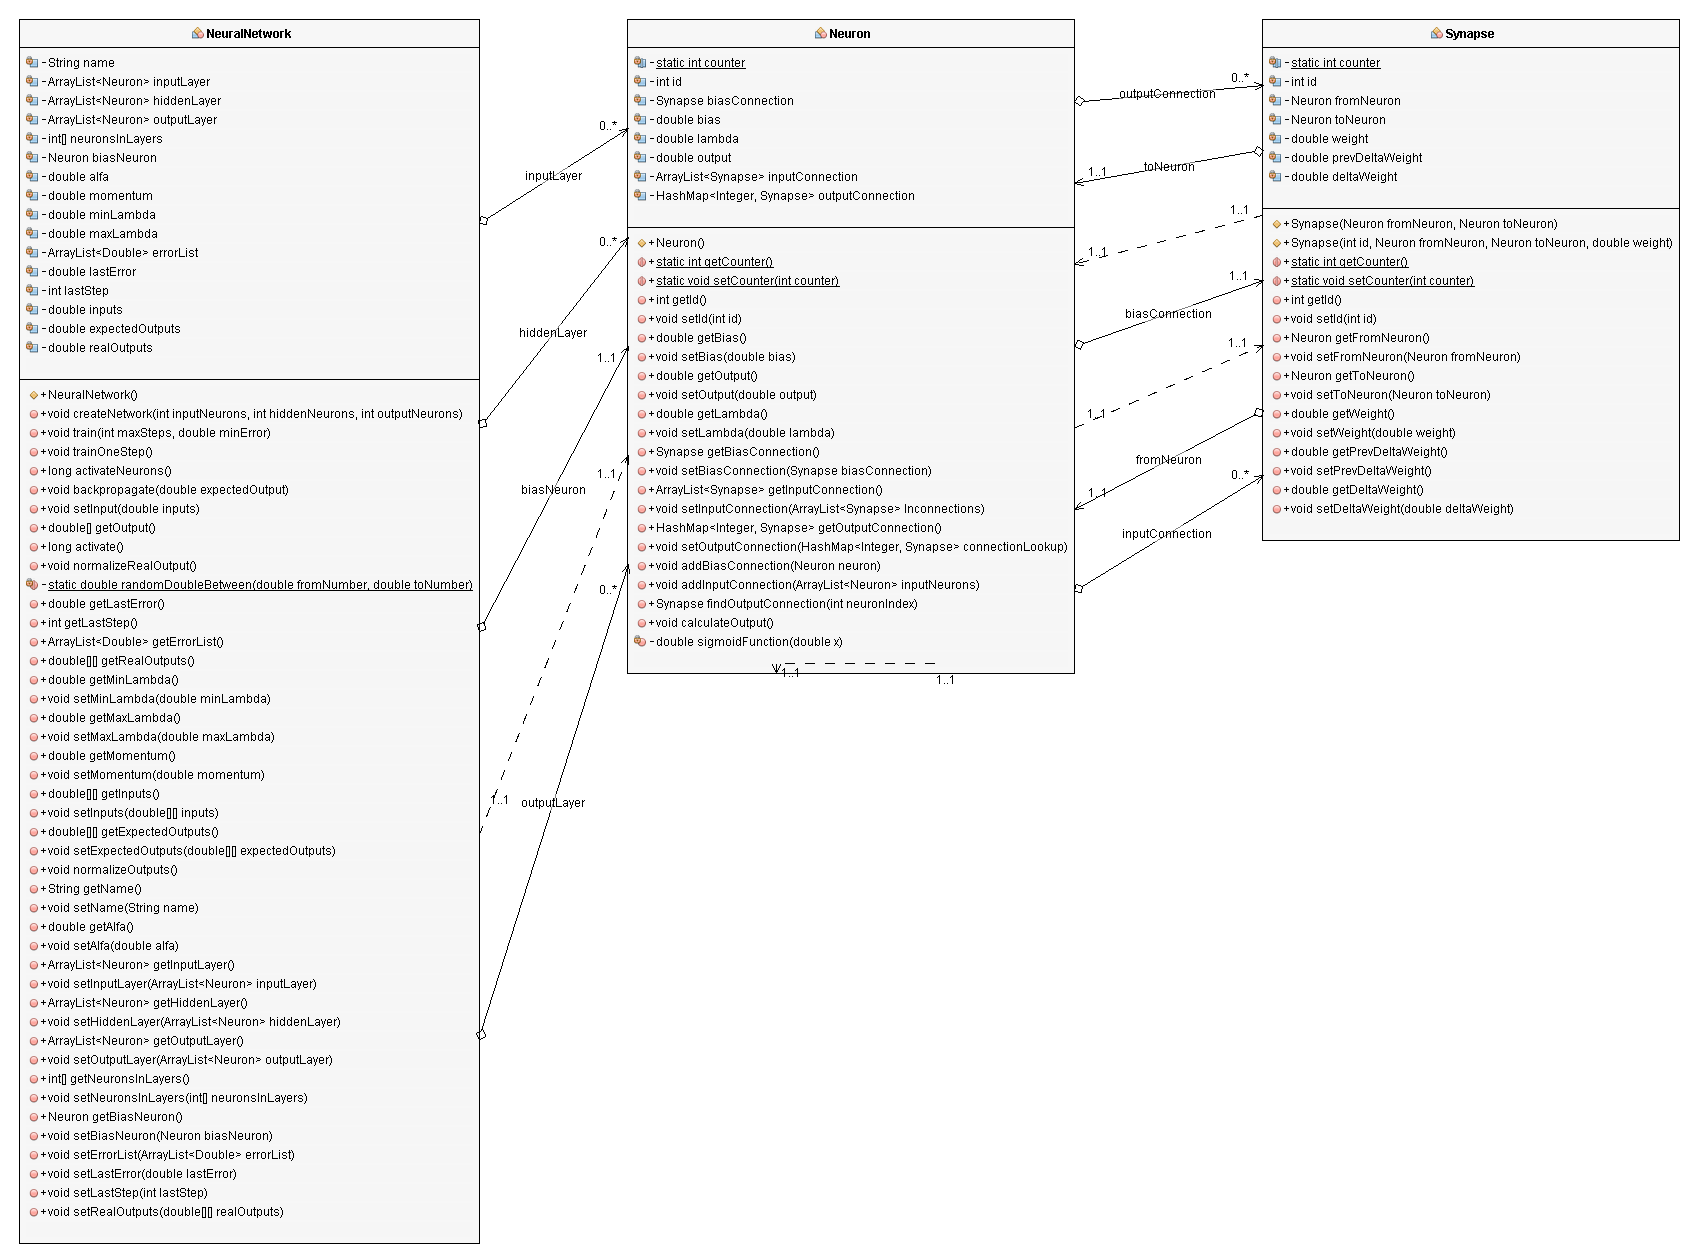 NeuralNetwork
- String name
- ArrayList<Neuron> inputLayer
- ArrayList<Neuron> hiddenLayer
- ArrayList<Neuron> outputLayer
- int[] neuronsInLayers
- Neuron biasNeuron
- double alfa
- double momentum
- double minLambda
- double maxLambda
- ArrayList<Double> errorList
- double lastError
- int lastStep
- double inputs
- double expectedOutputs
- double realOutputs
+ NeuralNetwork()
+ void createNetwork(int inputNeurons, int hiddenNeurons, int outputNeurons)
+ void train(int maxSteps, double minError)
+ void trainOneStep()
+ long activateNeurons()
+ void backpropagate(double expectedOutput)
+ void setInput(double inputs)
+ double[] getOutput()
+ long activate()
+ void normalizeRealOutput()
- static double randomDoubleBetween(double fromNumber, double toNumber)
+ double getLastError()
+ int getLastStep()
+ ArrayList<Double> getErrorList()
+ double[][] getRealOutputs()
+ double getMinLambda()
+ void setMinLambda(double minLambda)
+ double getMaxLambda()
+ void setMaxLambda(double maxLambda)
+ double getMomentum()
+ void setMomentum(double momentum)
+ double[][] getInputs()
+ void setInputs(double[][] inputs)
+ double[][] getExpectedOutputs()
+ void setExpectedOutputs(double[][] expectedOutputs)
+ void normalizeOutputs()
+ String getName()
+ void setName(String name)
+ double getAlfa()
+ void setAlfa(double alfa)
+ ArrayList<Neuron> getInputLayer()
+ void setInputLayer(ArrayList<Neuron> inputLayer)
+ ArrayList<Neuron> getHiddenLayer()
+ void setHiddenLayer(ArrayList<Neuron> hiddenLayer)
+ ArrayList<Neuron> getOutputLayer()
+ void setOutputLayer(ArrayList<Neuron> outputLayer)
+ int[] getNeuronsInLayers()
+ void setNeuronsInLayers(int[] neuronsInLayers)
+ Neuron getBiasNeuron()
+ void setBiasNeuron(Neuron biasNeuron)
+ void setErrorList(ArrayList<Double> errorList)
+ void setLastError(double lastError)
+ void setLastStep(int lastStep)
+ void setRealOutputs(double[][] realOutputs)
0..*
inputLayer
0..*
hiddenLayer
1..1
biasNeuron
1..1
1..1
0..*
outputLayer
Neuron
- static int counter
- int id
- Synapse biasConnection
- double bias
- double lambda
- double output
- ArrayList<Synapse> inputConnection
- HashMap<Integer, Synapse> outputConnection
+ Neuron()
+ static int getCounter()
+ static void setCounter(int counter)
+ int getId()
+ void setId(int id)
+ double getBias()
+ void setBias(double bias)
+ double getOutput()
+ void setOutput(double output)
+ double getLambda()
+ void setLambda(double lambda)
+ Synapse getBiasConnection()
+ void setBiasConnection(Synapse biasConnection)
+ ArrayList<Synapse> getInputConnection()
+ void setInputConnection(ArrayList<Synapse> Inconnections)
+ HashMap<Integer, Synapse> getOutputConnection()
+ void setOutputConnection(HashMap<Integer, Synapse> connectionLookup)
+ void addBiasConnection(Neuron neuron)
+ void addInputConnection(ArrayList<Neuron> inputNeurons)
+ Synapse findOutputConnection(int neuronIndex)
+ void calculateOutput()
- double sigmoidFunction(double x)
1..1
1..1
0..*
outputConnection
toNeuron
1..1
1..1
1..1
1..1
biasConnection
1..1
1..1
fromNeuron
1..1
0..*
inputConnection
Synapse
- static int counter
- int id
- Neuron fromNeuron
- Neuron toNeuron
- double weight
- double prevDeltaWeight
- double deltaWeight
+ Synapse(Neuron fromNeuron, Neuron toNeuron)
+ Synapse(int id, Neuron fromNeuron, Neuron toNeuron, double weight)
+ static int getCounter()
+ static void setCounter(int counter)
+ int getId()
+ void setId(int id)
+ Neuron getFromNeuron()
+ void setFromNeuron(Neuron fromNeuron)
+ Neuron getToNeuron()
+ void setToNeuron(Neuron toNeuron)
+ double getWeight()
+ void setWeight(double weight)
+ double getPrevDeltaWeight()
+ void setPrevDeltaWeight()
+ double getDeltaWeight()
+ void setDeltaWeight(double deltaWeight)